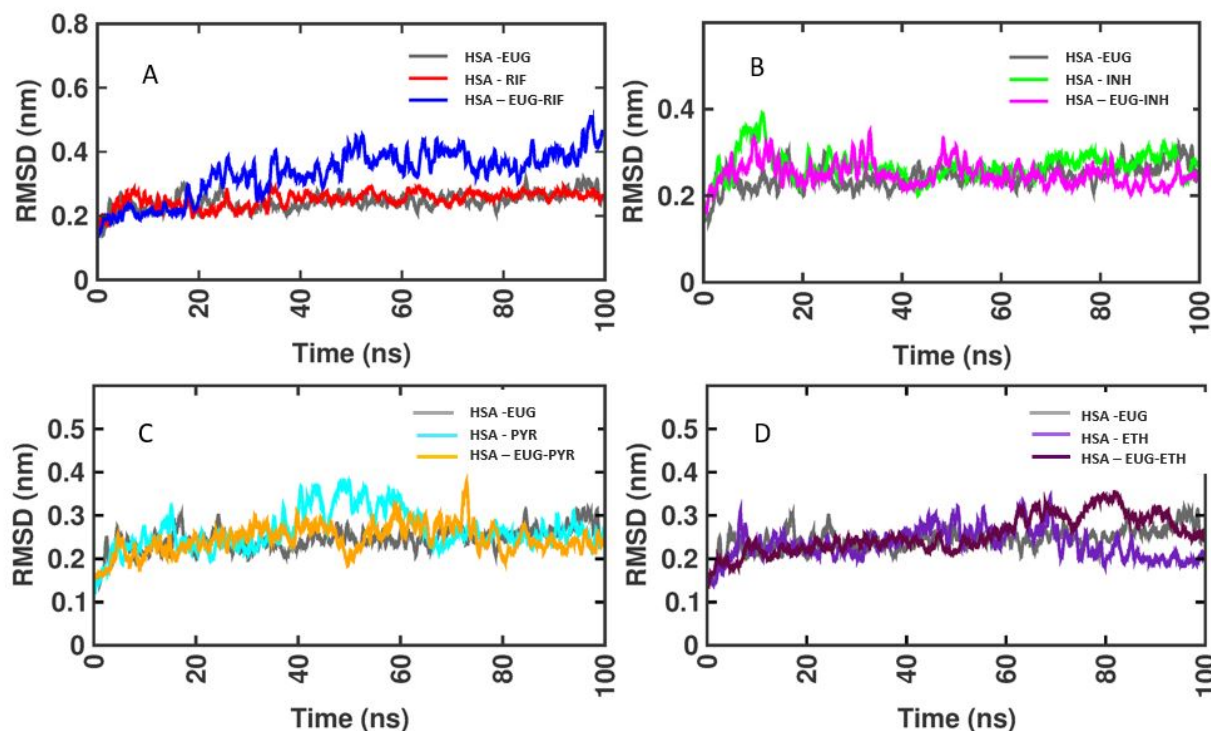 A
HSA -EUG
HSA - RIF
HSA – EUG-RIF
RMSD (nm)
0.8
0.6
0.4
0.2
0
0
20
40
60
80
100
Time (ns)
B
HSA -EUG
HSA - INH
HSA – EUG-INH
RMSD (nm)
0.4
0.2
0
0
20
40
60
80
100
Time (ns)
C
HSA -EUG
HSA - PYR
HSA – EUG-PYR
RMSD (nm)
0.5
0.4
0.3
0.2
0.1
0
0
20
40
60
80
100
Time (ns)
D
HSA -EUG
HSA - ETH
HSA – EUG-ETH
RMSD (nm)
0.5
0.4
0.3
0.2
0.1
0
0
20
40
60
80
100
Time (ns)